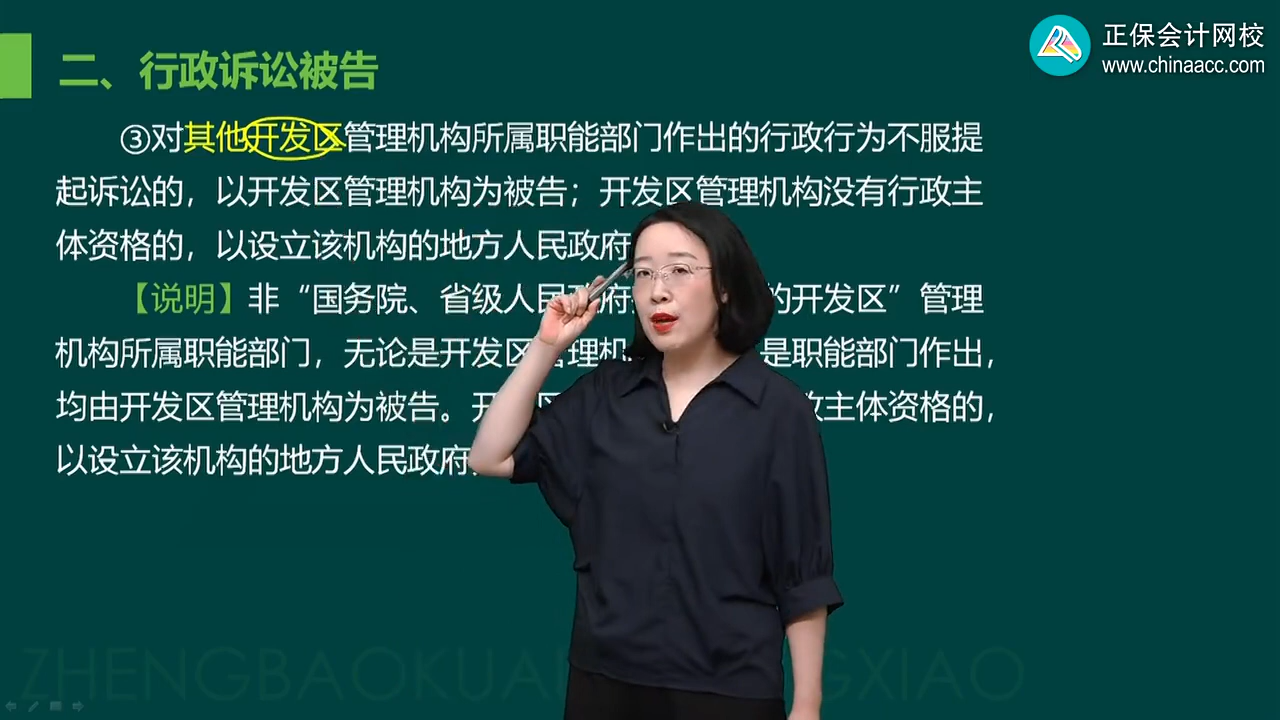 正保会计网校
www.chinaacc.com
二、行政诉讼被告
③对其他开发区管理机构所属职能部门作出的行政行为不服提
起诉讼的，以开发区管理机构为被告；开发区管理机构没有行政主
体资格的，以设立该机构的地方人民政府
【说明】非“国务院、省级人民政府 的开发区”管理
机构所属职能部门，无论是开发区管理机 是职能部门作出，
均由开发区管理机构为被告。开 主体资格的，
以设立该机构的地方人民政府
ZHENGBAOKUAI GXIAO